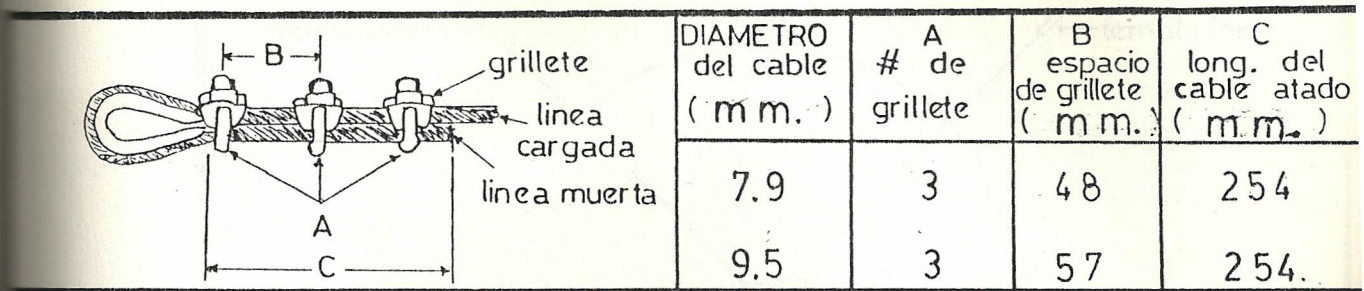 B
grillete
linea
cargada
linea muerta
A
C
DIAMETRO
del cable
(mm.)
A
# de
grillete
B
espacio
de grillete
(mm.)
C
long. del
cable atado
(mm.)
7.9 3 48 254
9.5 3 57 254.